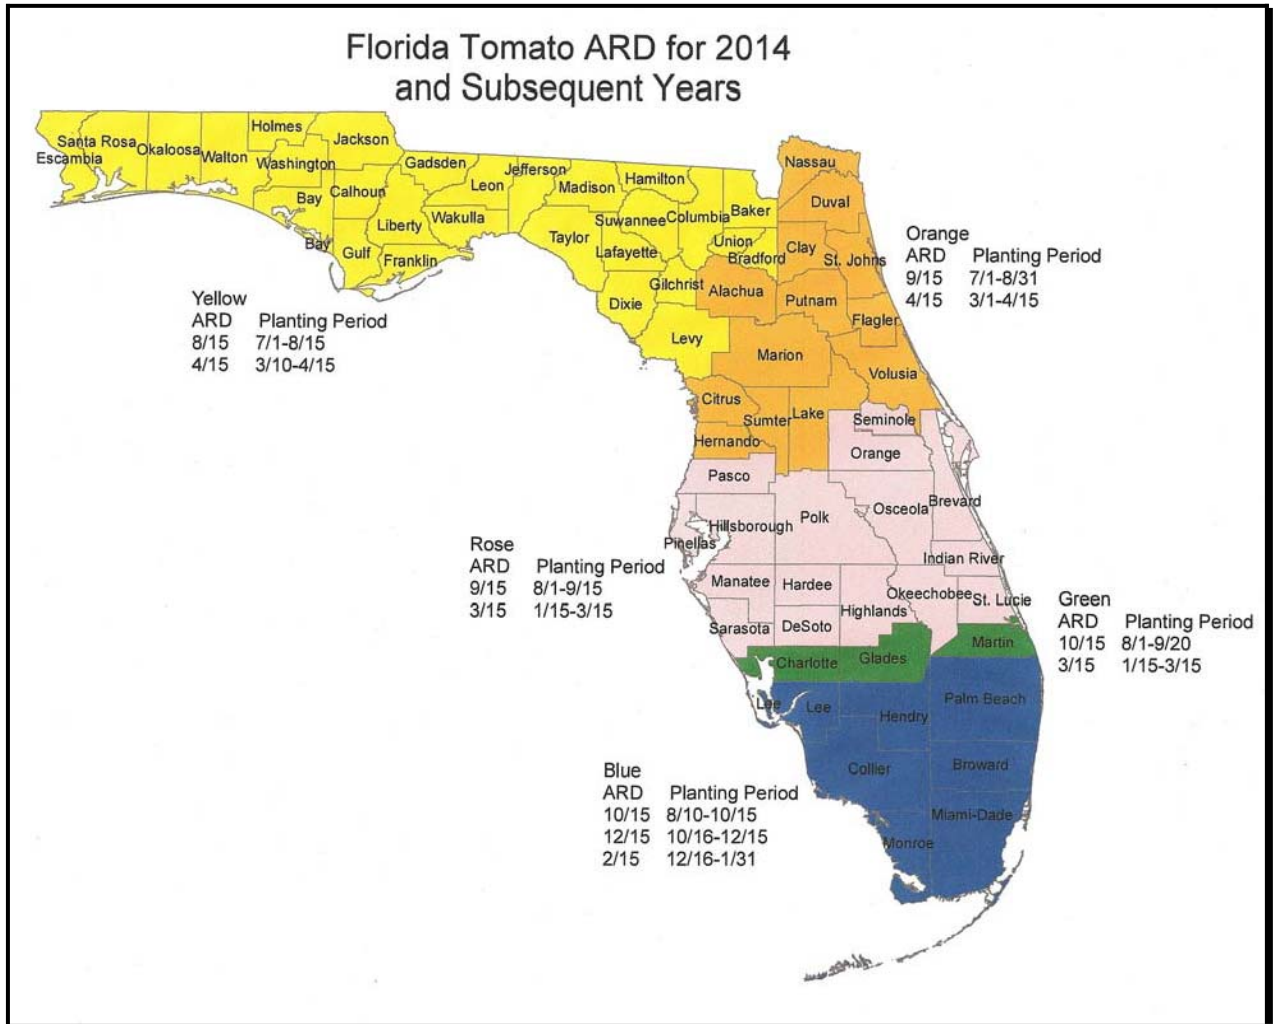 Florida Tomato ARD for 2014
and Subsequent Years
Holmes
Jackson
Santa Rosa
Okaloosa
Walton
Washington
Escambia
Gadsden
Jefferson
Leon
Madison
Hamilton
Bay
Calhoun
Liberty
Wakulla
Taylor
Suwannee
Columbia
Baker
Lafayette
Union
Bradford
Bay
Gulf
Franklin
Dixie
Gilchrist
Levy
Nassau
Duval
Clay
St. Johns
Alachua
Putnam
Flagler
Marion
Volusia
Citrus
Sumter
Lake
Hernando
Yellow
ARD Planting Period
8/15 7/1-8/15
4/15 3/10-4/15
Orange
ARD Planting Period
9/15 7/1-8/31
4/15 3/1-4/15
Seminole
Orange
Pasco
Hillsborough
Polk
Osceola
Brevard
Pinellas
Indian River
Manatee
Hardee
Okeechobee
St. Lucie
Highlands
Sarasota
DeSoto
Rose
ARD Planting Period
9/15 8/1-9/15
3/15 1/15-3/15
Green
ARD Planting Period
10/15 8/1-9/20
3/15 1/15-3/15
Martin
Charlotte
Glades
Lee
Lee
Hendry
Palm Beach
Collier
Broward
Miami-Dade
Monroe
Blue
ARD Planting Period
10/15 8/10-10/15
12/15 10/16-12/15
2/15 12/16-1/31